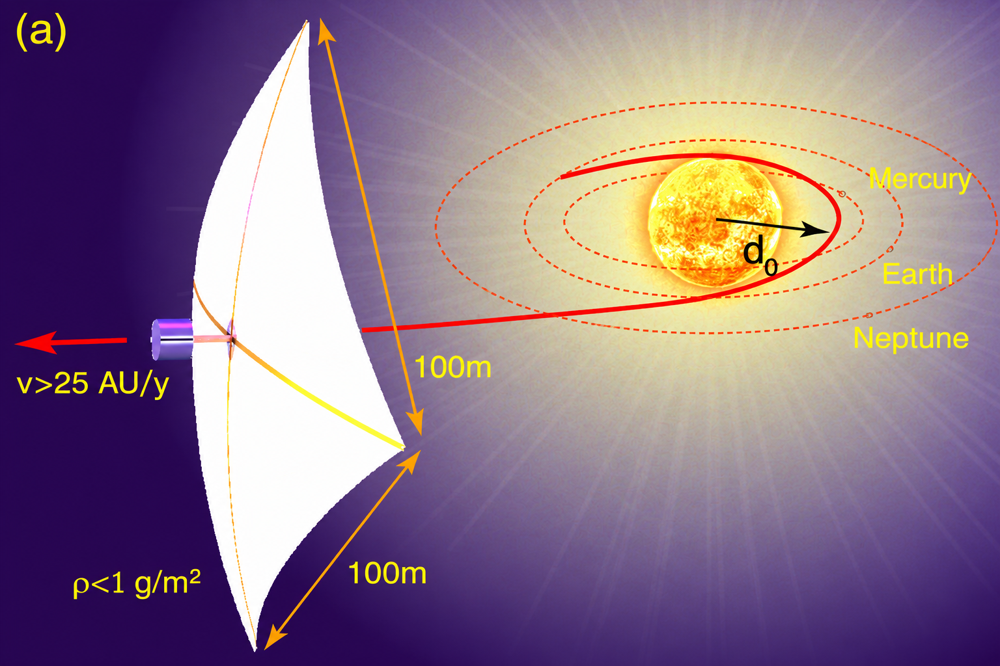 (a)
Mercury
d₀
Earth
Neptune
100m
v>25 AU/y
100m
ρ<1 g/m²